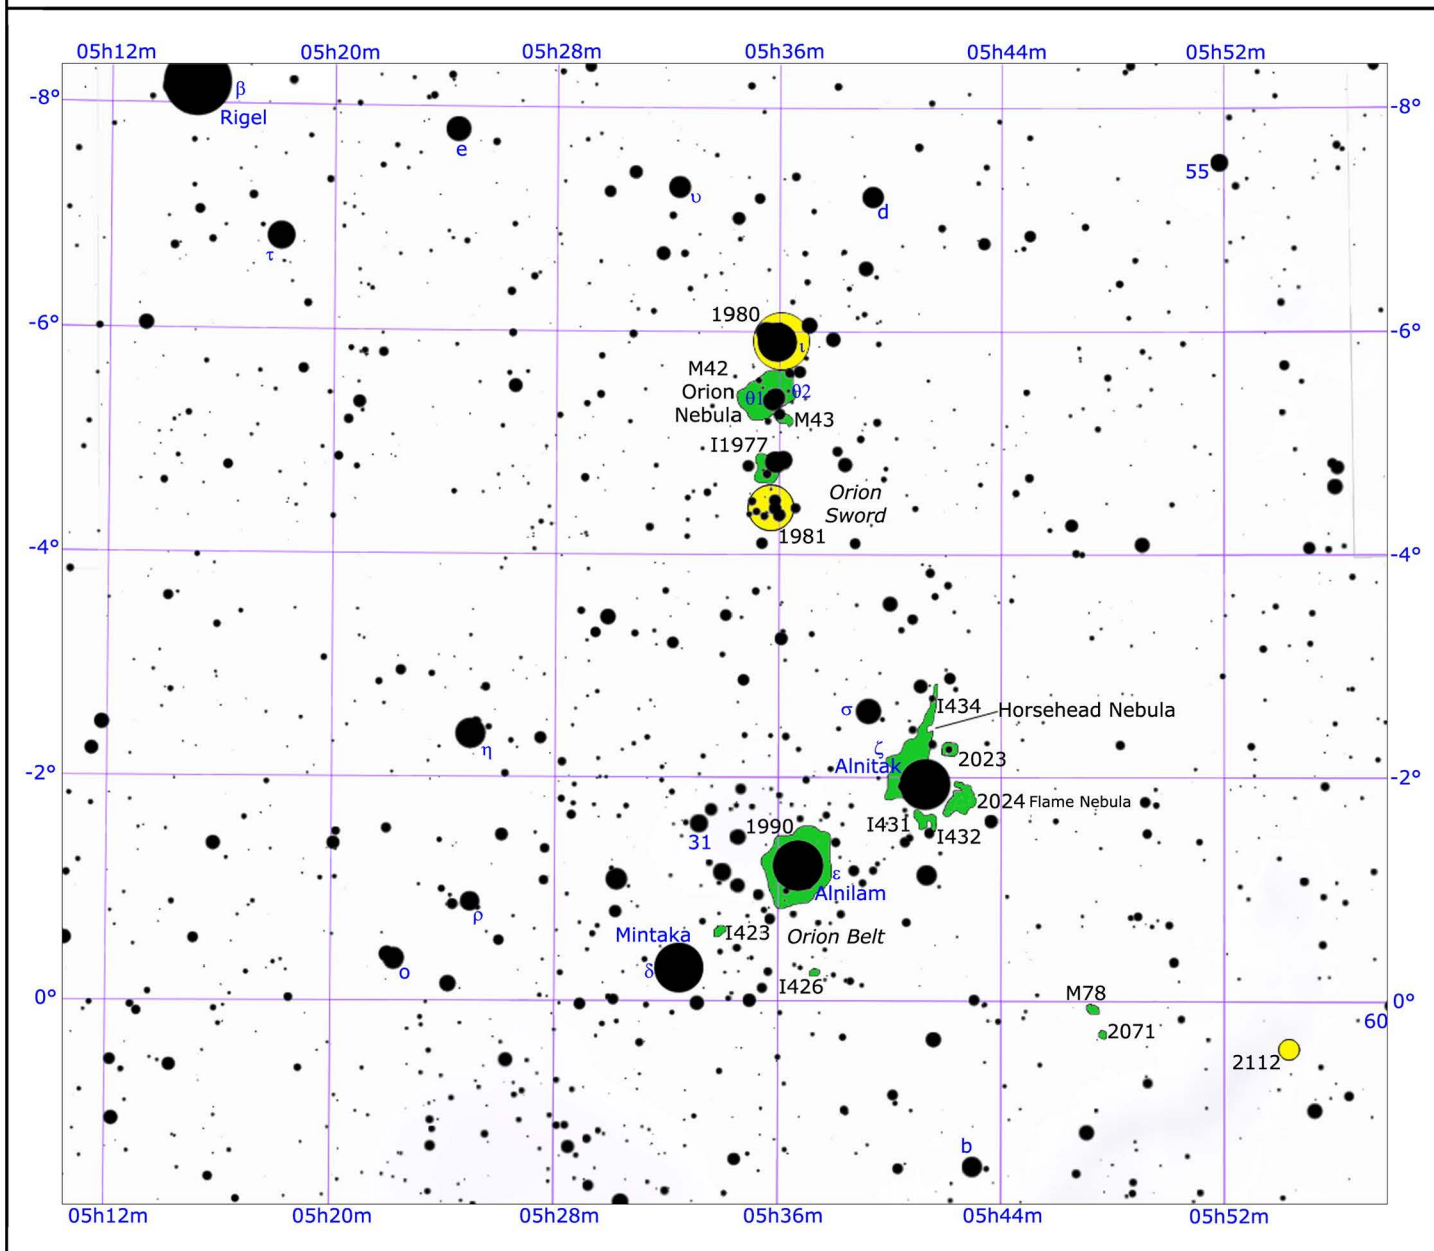 05h12m 05h20m 05h28m 05h36m 05h44m 05h52m
-8° -8°
β
Rigel
e
55
υ
d
τ
-6° -6°
1980
ι
M42
Orion
Nebula
θ1 θ2
M43
I1977
Orion
Sword
1981
-4° -4°
I434
σ
Horsehead Nebula
η
ζ
2023
Alnitak
-2° -2°
2024 Flame Nebula
I431
I432
1990
31
ε
Alnilam
ρ
Mintaka
I423
Orion Belt
δ
o
I426
M78
0° 0°
60
2071
2112
b
05h12m 05h20m 05h28m 05h36m 05h44m 05h52m